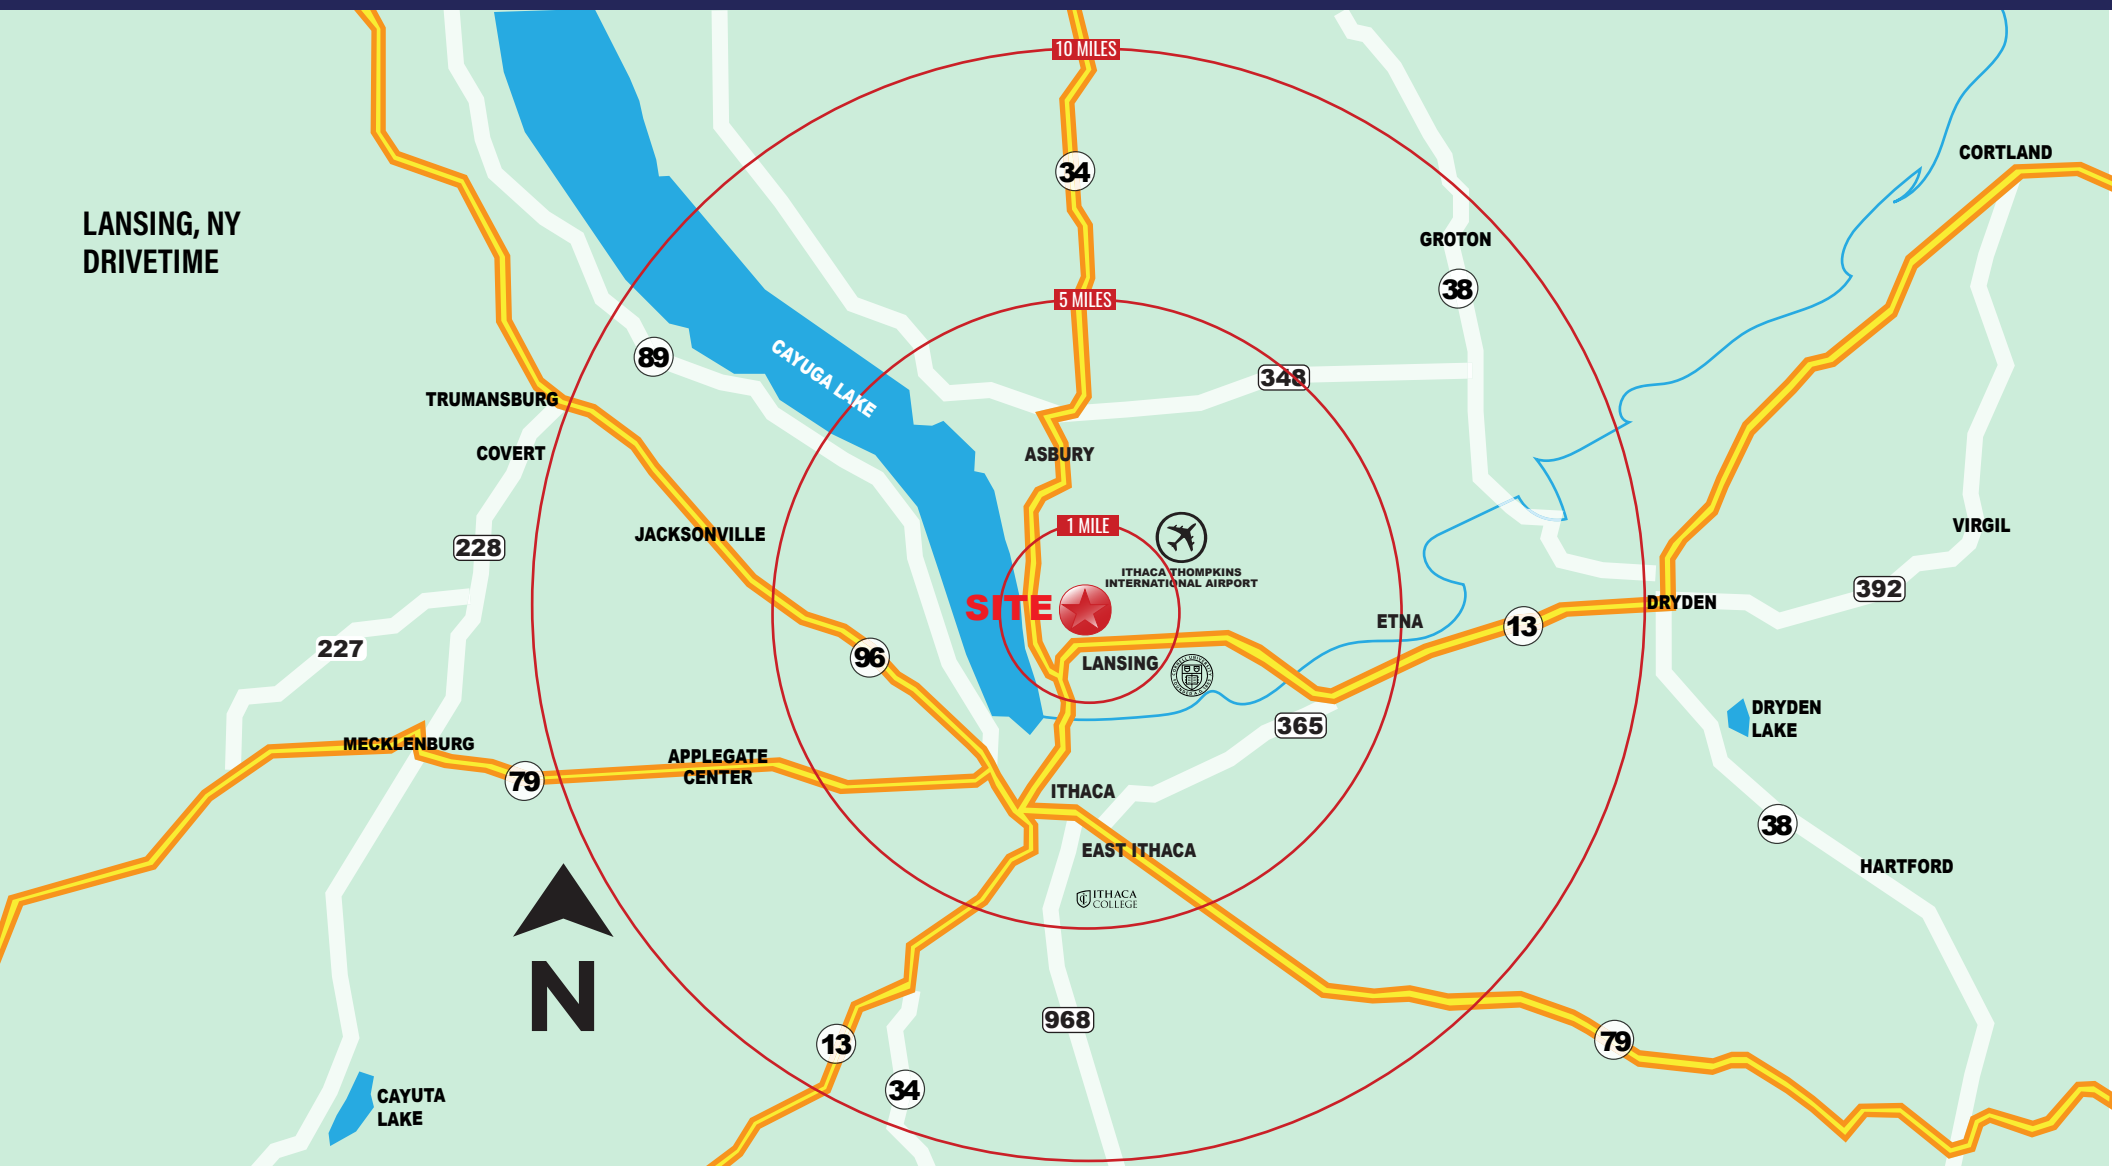 10 MILES
CORTLAND
34
LANSING, NY
DRIVETIME
GROTON
38
5 MILES
89
CAYUGA LAKE
348
TRUMANSBURG
COVERT
ASBURY
1 MILE
VIRGIL
JACKSONVILLE
228
ITHACA THOMPKINS
INTERNATIONAL AIRPORT
392
SITE
DRYDEN
ETNA
13
227
96
LANSING
DRYDEN
LAKE
365
MECKLENBURG
APPLEGATE
CENTER
79
ITHACA
38
EAST ITHACA
HARTFORD
ITHACA
COLLEGE
N
968
13
79
34
CAYUTA
LAKE